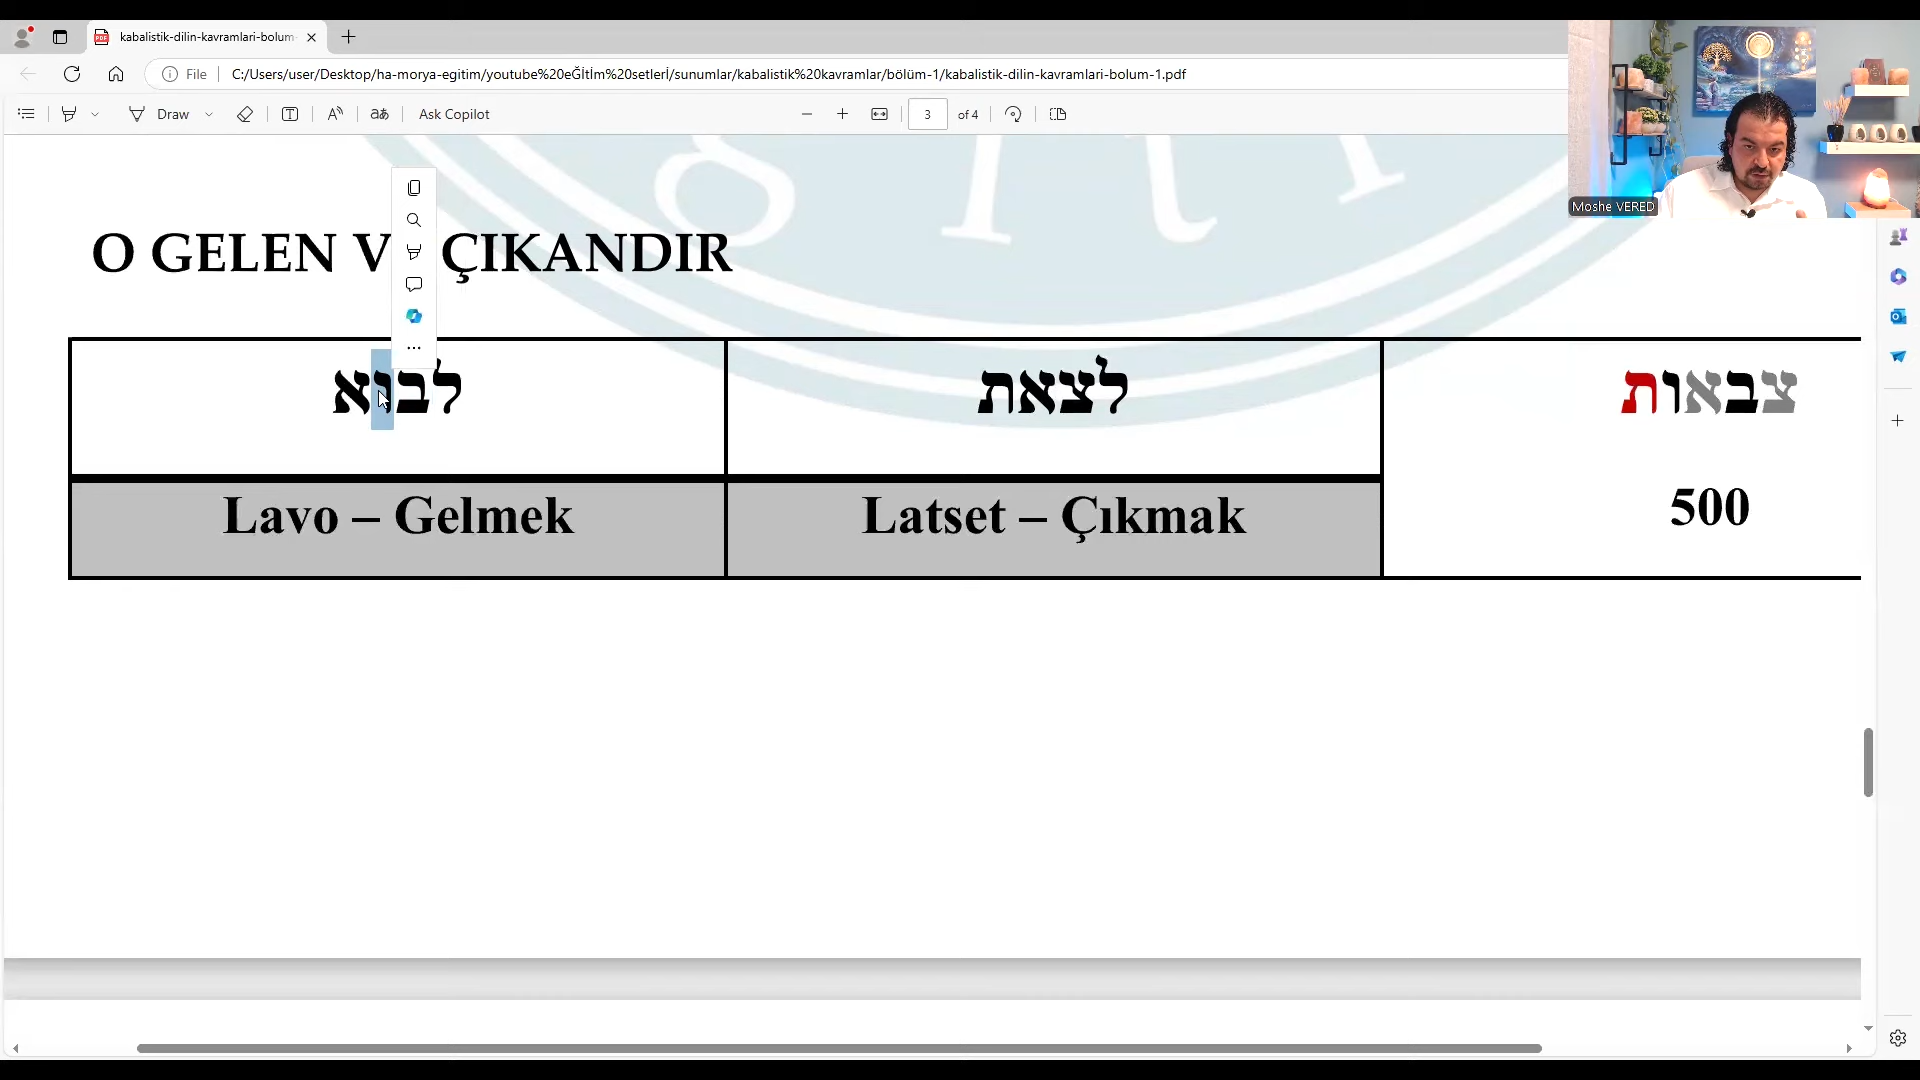 kabalistik-dilin-kavramlari-bolum-
File
C:/Users/user/Desktop/ha-morya-egitim/youtube%20eĞİtİm%20setlerİ/sunumlar/kabalistik%20kavramlar/bölüm-1/kabalistik-dilin-kavramlari-bolum-1.pdf
Draw
Ask Copilot
3 of 4
Moshe VERED
O GELEN V ÇIKANDIR
לבוא
לצאת
צבאות
Lavo – Gelmek
Latset – Çıkmak
500